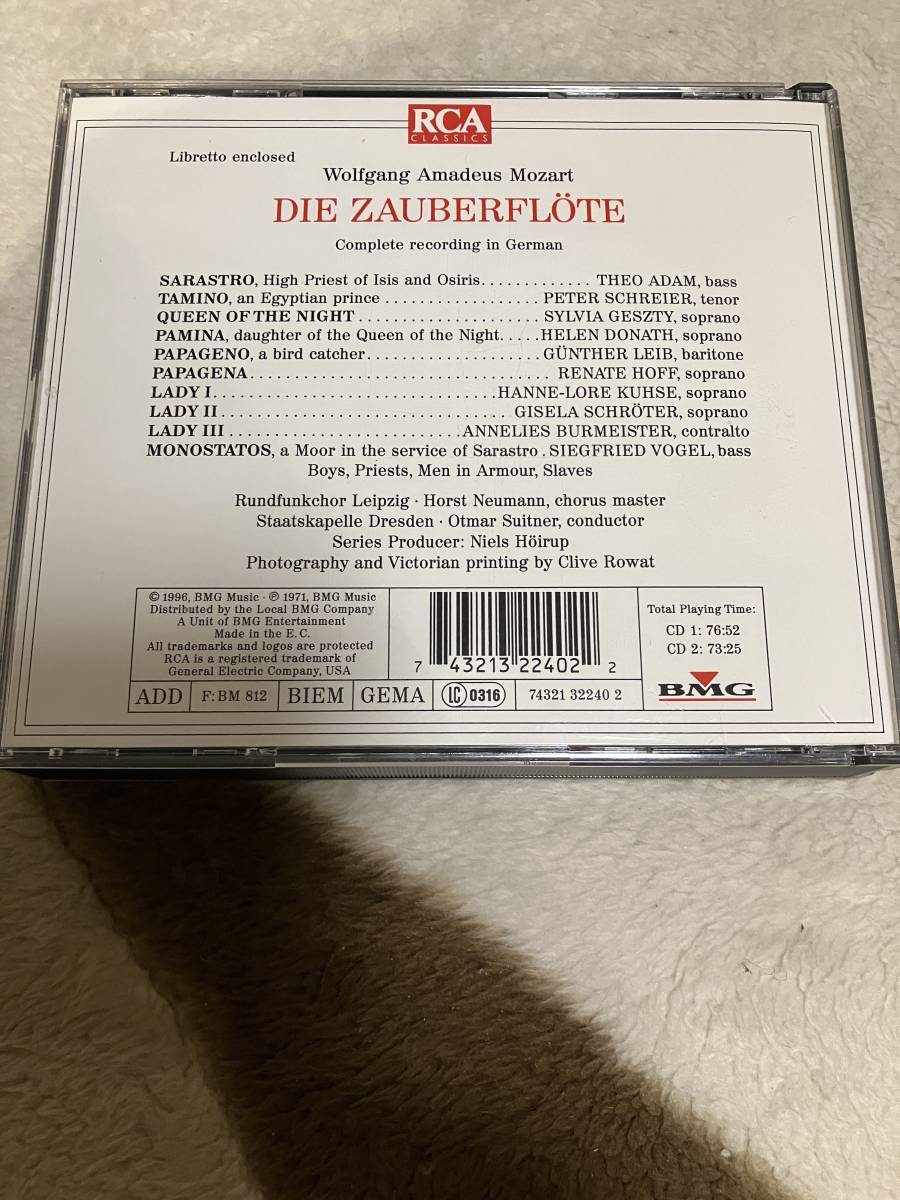 RCA
CLASSICS
Libretto enclosed
Wolfgang Amadeus Mozart
DIE ZAUBERFLÖTE
Complete recording in German
SARASTRO, High Priest of Isis and Osiris............. THEO ADAM, bass
TAMINO, an Egyptian prince .................. PETER SCHREIER, tenor
QUEEN OF THE NIGHT ..................... SYLVIA GESZTY, soprano
PAMINA, daughter of the Queen of the Night.....HELEN DONATH, soprano
PAPAGENO, a bird catcher.................... GÜNTHER LEIB, baritone
PAPAGENA................................... RENATE HOFF, soprano
LADY I.................................HANNE-LORE KUHSE, soprano
LADY II ................................. GISELA SCHRÖTER, soprano
LADY III ...........................ANNELIES BURMEISTER, contralto
MONOSTATOS, a Moor in the service of Sarastro . SIEGFRIED VOGEL, bass
Boys, Priests, Men in Armour, Slaves
Rundfunkchor Leipzig · Horst Neumann, chorus master
Staatskapelle Dresden · Otmar Suitner, conductor
Series Producer: Niels Höirup
Photography and Victorian printing by Clive Rowat
© 1996, BMG Music · ℗ 1971, BMG Music
Distributed by the Local BMG Company
A Unit of BMG Entertainment
Made in the E.C.
All trademarks and logos are protected
RCA is a registered trademark of
General Electric Company, USA
7 43213 22402 2
Total Playing Time:
CD 1: 76:52
CD 2: 73:25
BMG
ADD
F: BM 812
BIEM
GEMA
LC 0316
74321 32240 2